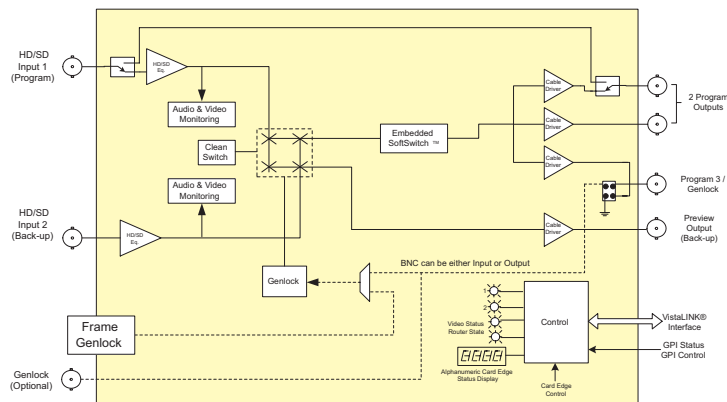 HD/SD
Input 1
(Program)
HD/SD
Eq.
Audio & Video
Monitoring
Clean
Switch
Audio & Video
Monitoring
HD/SD
Input 2
(Back-up)
HD/SD
Eq.
Embedded
SoftSwitch ™
Cable
Driver
Cable
Driver
Cable
Driver
Cable
Driver
2 Program
Outputs
Program 3 /
Genlock
Preview
Output
(Back-up)
BNC can be either Input or Output
Genlock
Frame
Genlock
Genlock
(Optional)
1
2
Video Status
Router State
Alphanumeric Card Edge
Status Display
Control
Card Edge
Control
VistaLINK®
Interface
GPI Status
GPI Control